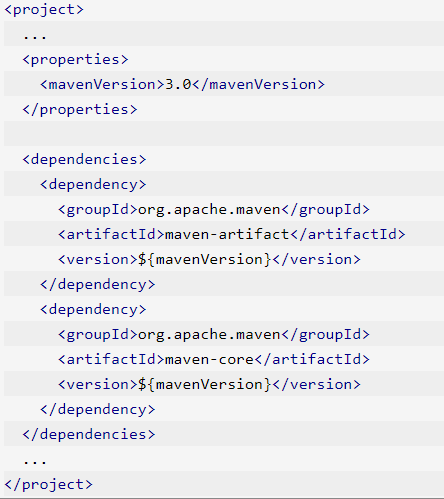 <project>
  ...
  <properties>
    <mavenVersion>3.0</mavenVersion>
  </properties>

  <dependencies>
    <dependency>
      <groupId>org.apache.maven</groupId>
      <artifactId>maven-artifact</artifactId>
      <version>${mavenVersion}</version>
    </dependency>
    <dependency>
      <groupId>org.apache.maven</groupId>
      <artifactId>maven-core</artifactId>
      <version>${mavenVersion}</version>
    </dependency>
  </dependencies>
  ...
</project>